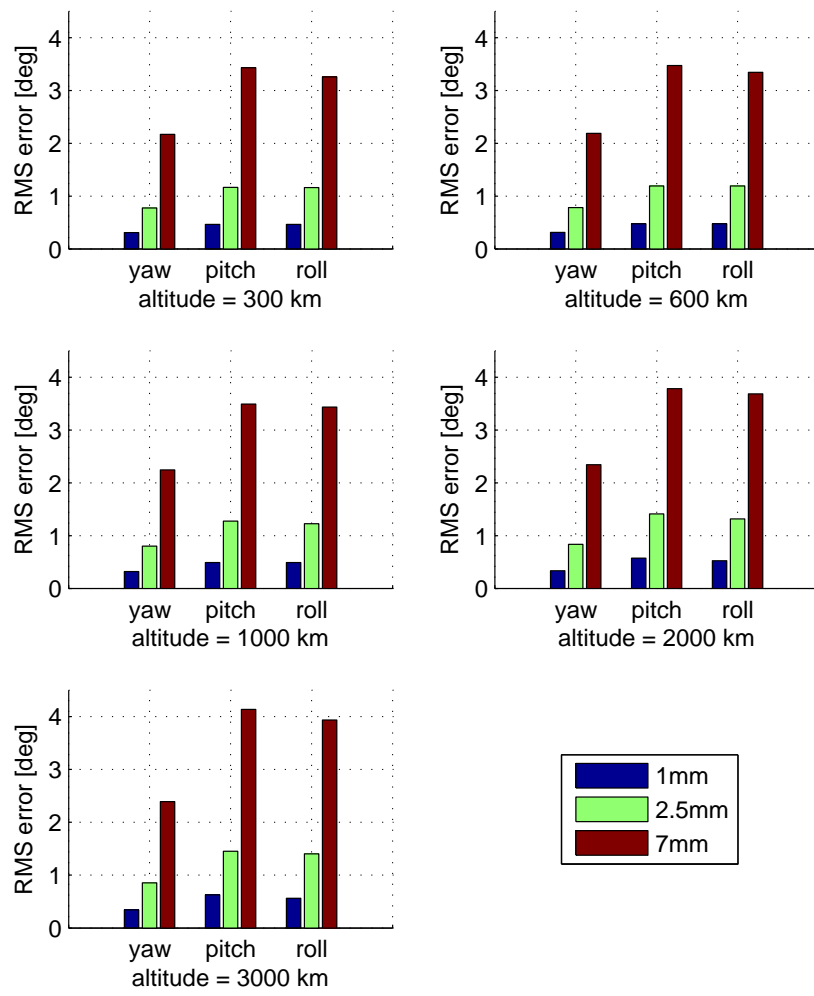 4
3
2
1
0
RMS error [deg]
yaw pitch roll
altitude = 300 km
4
3
2
1
0
RMS error [deg]
yaw pitch roll
altitude = 600 km
4
3
2
1
0
RMS error [deg]
yaw pitch roll
altitude = 1000 km
4
3
2
1
0
RMS error [deg]
yaw pitch roll
altitude = 2000 km
4
3
2
1
0
RMS error [deg]
yaw pitch roll
altitude = 3000 km
1mm
2.5mm
7mm